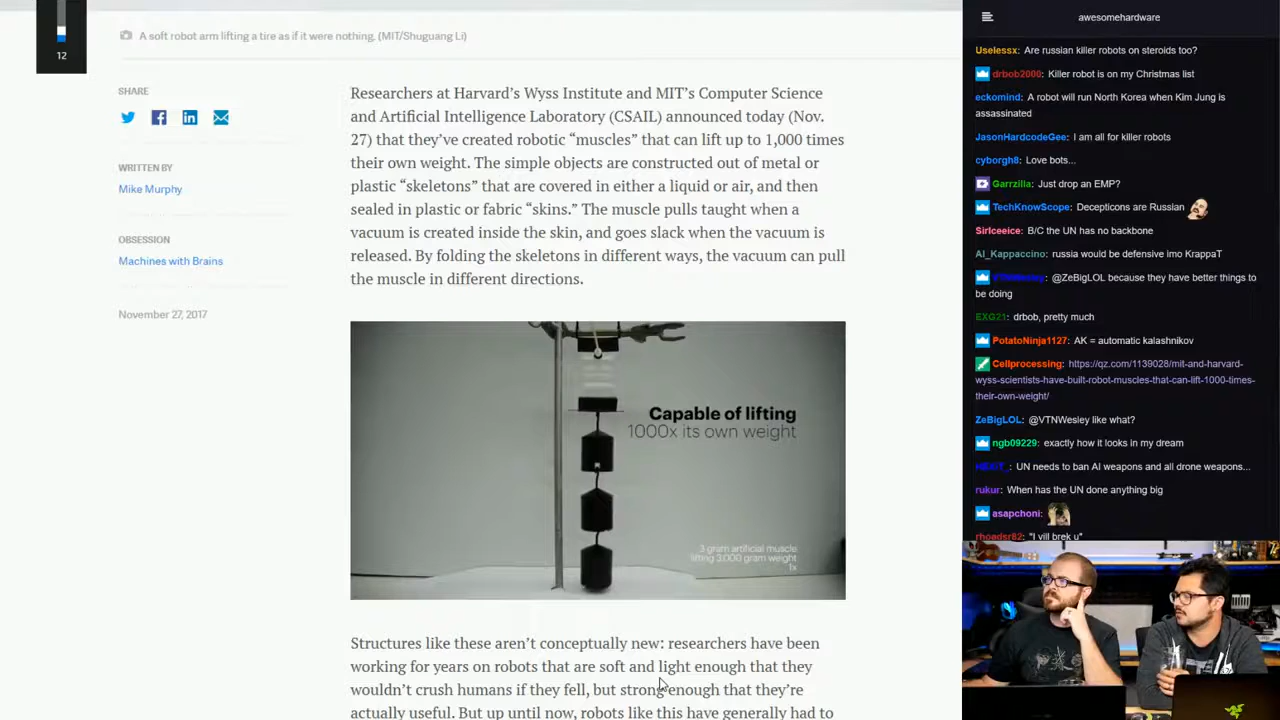 12
A soft robot arm lifting a tire as if it were nothing. (MIT/Shuguang Li)
SHARE
WRITTEN BY
Mike Murphy
OBSESSION
Machines with Brains
November 27, 2017
Researchers at Harvard's Wyss Institute and MIT's Computer Science
and Artificial Intelligence Laboratory (CSAIL) announced today (Nov.
27) that they've created robotic “muscles” that can lift up to 1,000 times
their own weight. The simple objects are constructed out of metal or
plastic “skeletons” that are covered in either a liquid or air, and then
sealed in plastic or fabric “skins.” The muscle pulls taught when a
vacuum is created inside the skin, and goes slack when the vacuum is
released. By folding the skeletons in different ways, the vacuum can pull
the muscle in different directions.
Capable of lifting
1000x its own weight
3 gram artificial muscle
lifting 3,000 gram weight
1x
Structures like these aren't conceptually new: researchers have been
working for years on robots that are soft and light enough that they
wouldn't crush humans if they fell, but strong enough that they're
actually useful. But up until now, robots like this have generally had to
awesomehardware
Uselessx: Are russian killer robots on steroids too?
drbob2000: Killer robot is on my Christmas list
eckomind: A robot will run North Korea when Kim Jung is
assassinated
JasonHardcodeGee: I am all for killer robots
cyborgh8: Love bots...
Garrzilla: Just drop an EMP?
TechKnowScope: Decepticons are Russian
SirIceeice: B/C the UN has no backbone
Al_Kappaccino: russia would be defensive imo KrappaT
VTNWesley: @ZeBigLOL because they have better things to
be doing
EXG21: drbob, pretty much
PotatoNinja1127: AK = automatic kalashnikov
Cellprocessing: https://qz.com/1139028/mit-and-harvard-
wyss-scientists-have-built-robot-muscles-that-can-lift-1000-times-
their-own-weight/
ZeBigLOL: @VTNWesley like what?
ngb09229: exactly how it looks in my dream
UN needs to ban AI weapons and all drone weapons...
rukur: When has the UN done anything big
asapchoni:
rhoadsr82: "I vill brek u"